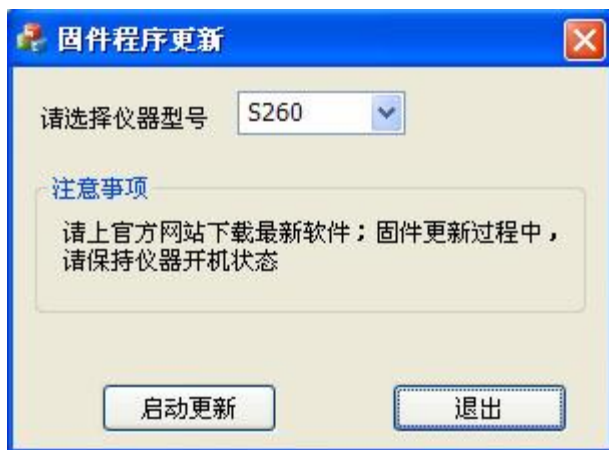 固件程序更新
请选择仪器型号 S260
注意事项
请上官方网站下载最新软件；固件更新过程中，
请保持仪器开机状态
启动更新 退出